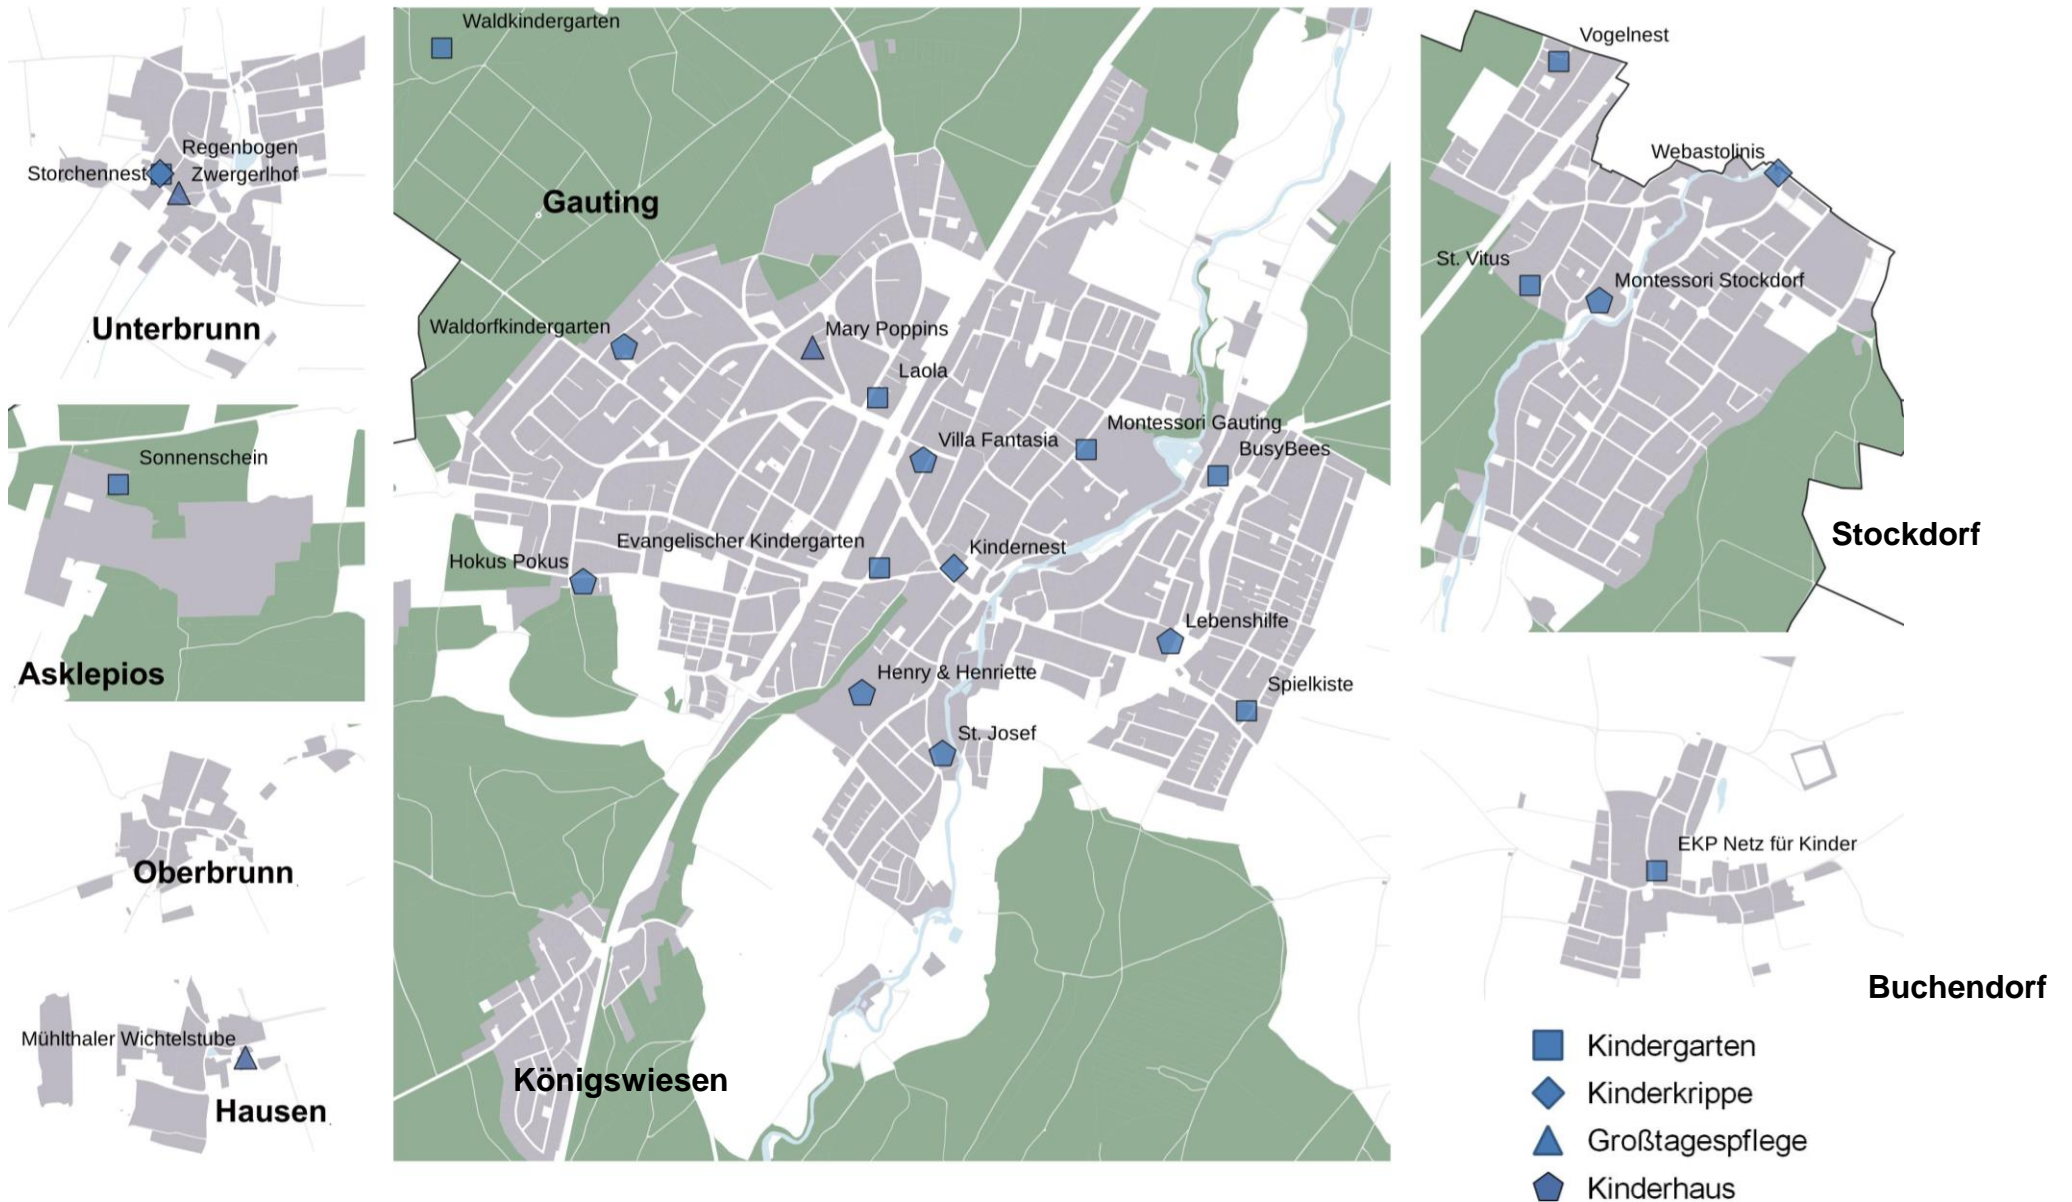 Regenbogen
Storchennest
Zwergerlhof
Unterbrunn
Sonnenschein
Asklepios
Oberbrunn
Mühlthaler Wichtelstube
Hausen
Waldkindergarten
Gauting
Waldorfkindergarten
Mary Poppins
Laola
Montessori Gauting
Villa Fantasia
BusyBees
Evangelischer Kindergarten
Kindernest
Hokus Pokus
Lebenshilfe
Henry & Henriette
Spielkiste
St. Josef
Königswiesen
Vogelnest
Webastolinis
St. Vitus
Montessori Stockdorf
Stockdorf
EKP Netz für Kinder
Buchendorf
Kindergarten
Kinderkrippe
Großtagespflege
Kinderhaus